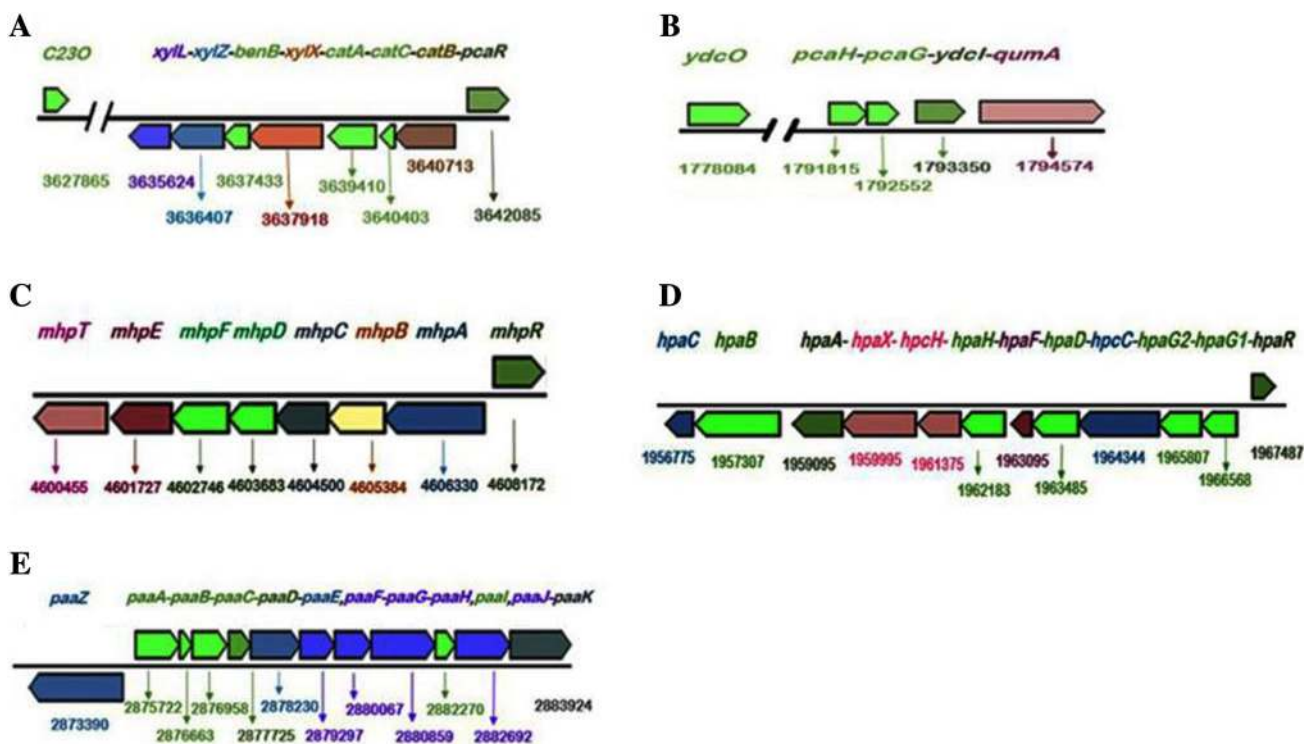 A
C23O xylL-xylZ-benB-xylX-catA-catC-catB-pcaR
3627865 3635624 3637433 3639410 3640713
3636407 3637918 3640403 3642085
B
ydcO pcaH-pcaG-ydcI-qumA
1778084 1791815 1793350 1794574
1792552
C
mhpT mhpE mhpF mhpD mhpC mhpB mhpA mhpR
4600455 4601727 4602746 4603683 4604500 4605384 4606330 4608172
D
hpaC hpaB hpaA- hpaX- hpcH- hpaH-hpaF-hpaD-hpcC-hpaG2-hpaG1-hpaR
1956775 1957307 1959095 1959995 1961375 1963095 1964344 1965807 1967487
1962183 1963485 1966568
E
paaZ paaA-paaB-paaC-paaD-paaE,paaF-paaG-paaH,paaI,paaJ-paaK
2873390 2875722 2876958 2878230 2880067 2882270 2883924
2876663 2877725 2879297 2880859 2882692